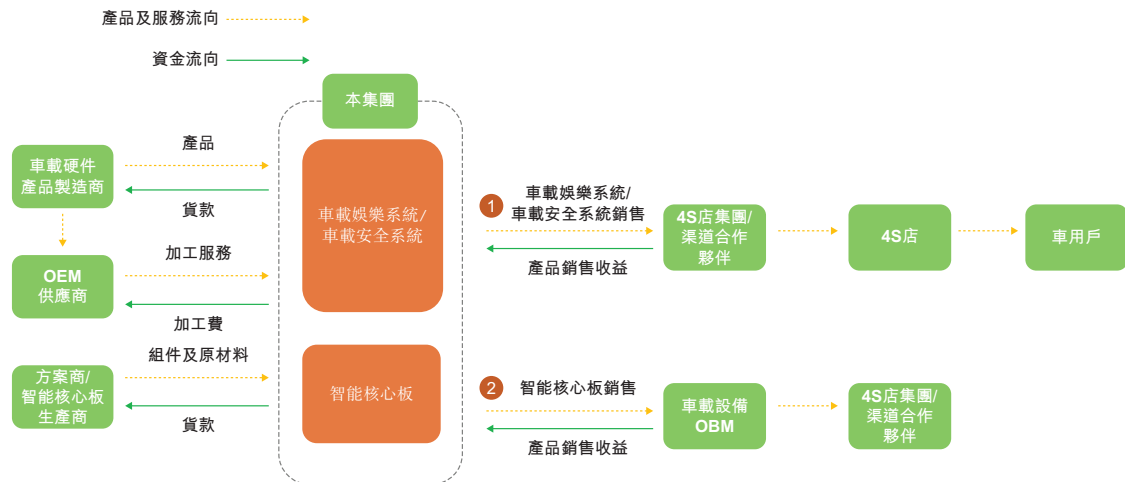 產品及服務流向
資金流向
本集團
車載硬件
產品製造商
產品
貨款
OEM
供應商
加工服務
加工費
方案商/
智能核心板
生產商
組件及原材料
貨款
車載娛樂系統/
車載安全系統
智能核心板
1
車載娛樂系統/
車載安全系統銷售
產品銷售收益
4S店集團/
渠道合作
夥伴
4S店
車用戶
2
智能核心板銷售
產品銷售收益
車載設備
OBM
4S店集團/
渠道合作
夥伴